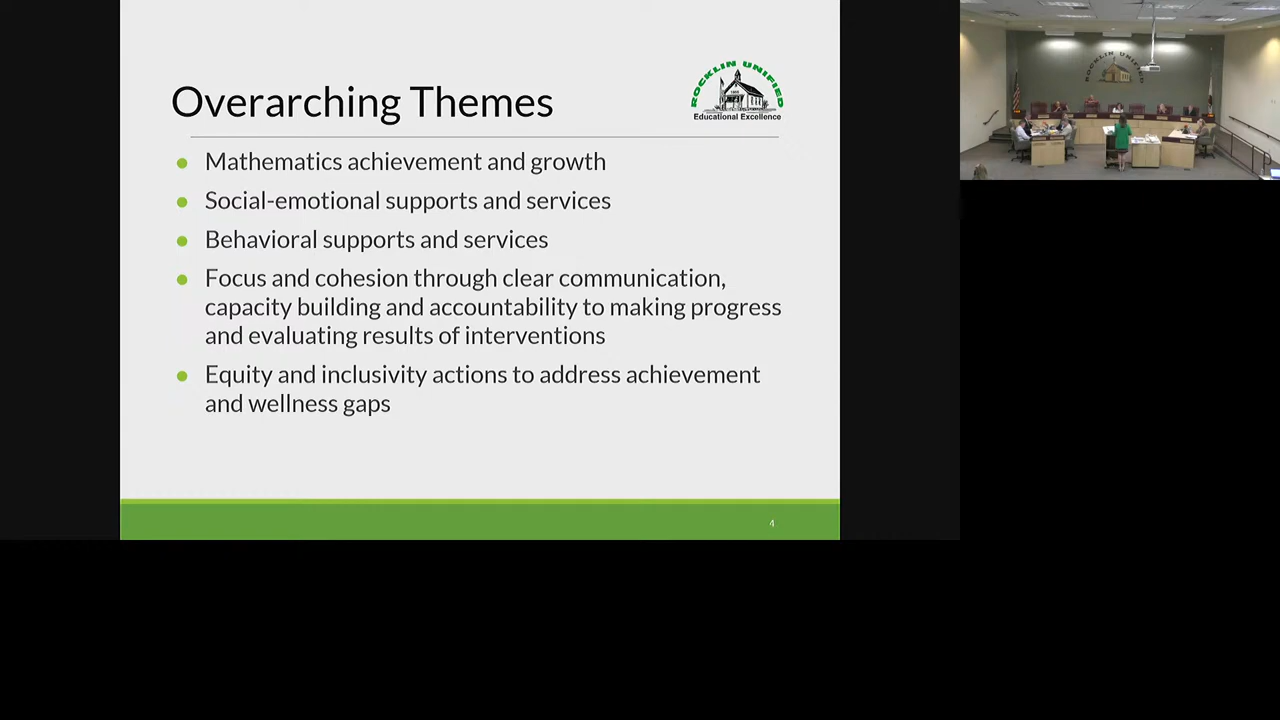 Overarching Themes
ROCKLIN UNIFIED
Educational Excellence
Mathematics achievement and growth
Social-emotional supports and services
Behavioral supports and services
Focus and cohesion through clear communication,
capacity building and accountability to making progress
and evaluating results of interventions
Equity and inclusivity actions to address achievement
and wellness gaps
4
ROCKLIN UNIFIED